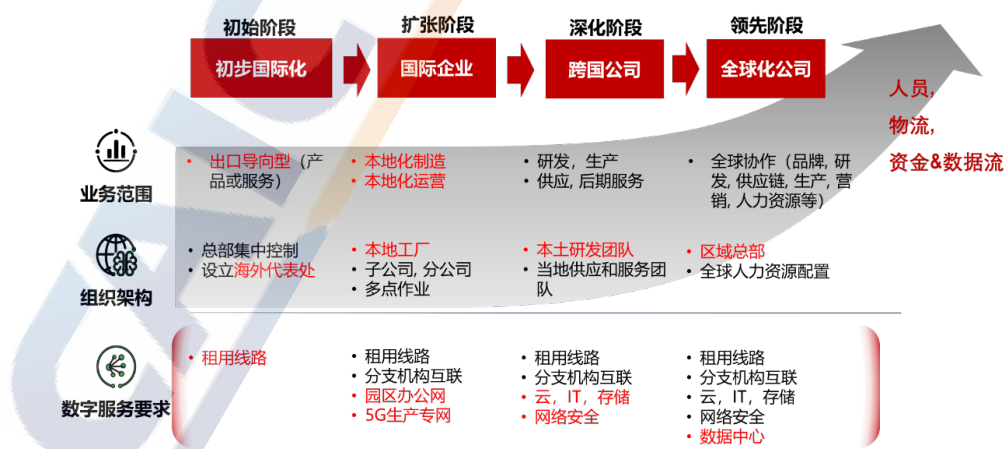 初始阶段
扩张阶段
深化阶段
领先阶段
初步国际化
国际企业
跨国公司
全球化公司
人员,
物流,
资金&数据流
业务范围
• 出口导向型（产
品或服务）
• 本地化制造
• 本地化运营
• 研发，生产
• 供应, 后期服务
• 全球协作（品牌, 研
发, 供应链, 生产, 营
销, 人力资源等）
组织架构
• 总部集中控制
• 设立海外代表处
• 本地工厂
• 子公司, 分公司
• 多点作业
• 本土研发团队
• 当地供应和服务团
队
• 区域总部
• 全球人力资源配置
数字服务要求
• 租用线路
• 租用线路
• 分支机构互联
• 园区办公网
• 5G生产专网
• 租用线路
• 分支机构互联
• 云，IT，存储
• 网络安全
• 租用线路
• 分支机构互联
• 云，IT，存储
• 网络安全
• 数据中心